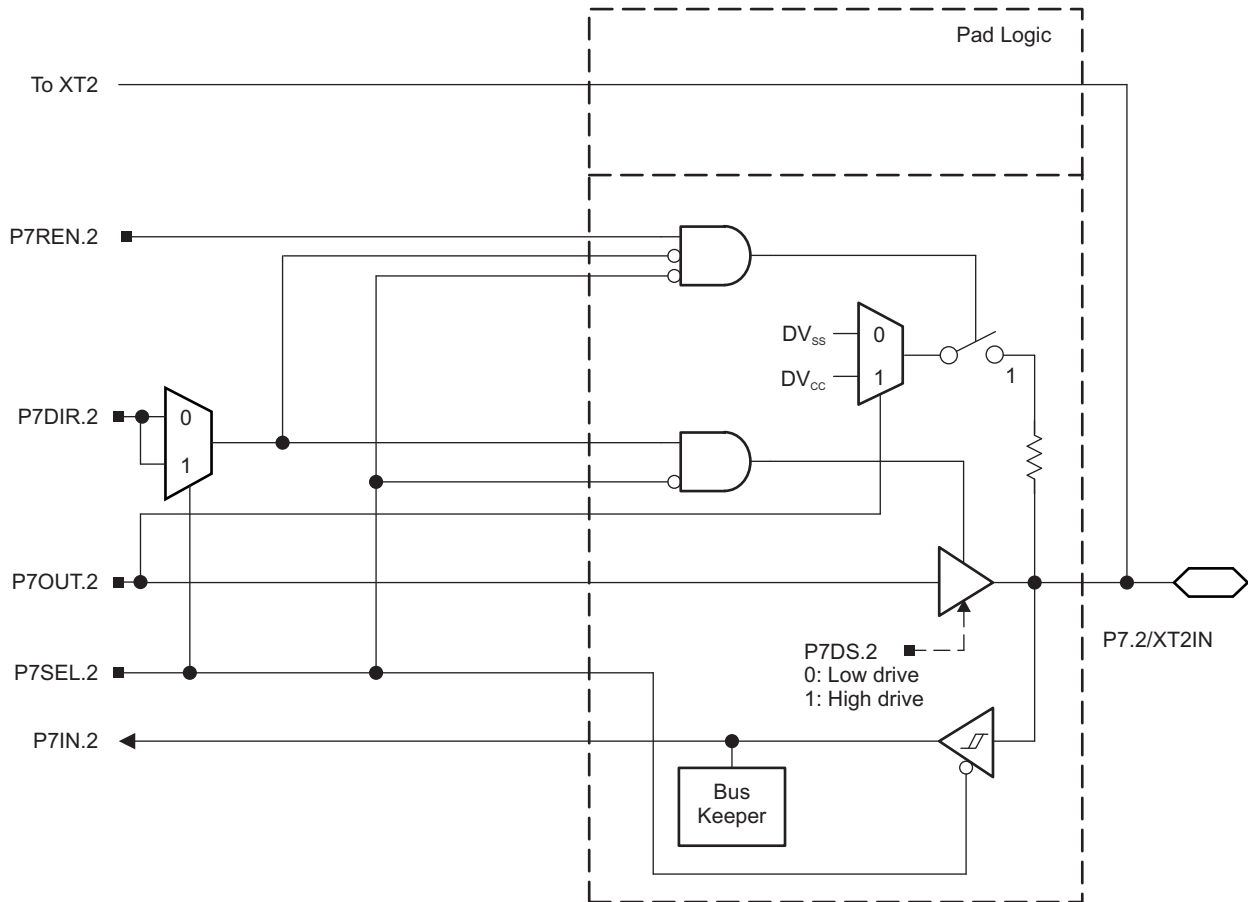 Pad Logic
To XT2
P7REN.2
DVSS
0
DVCC
1
1
P7DIR.2
0
1
P7OUT.2
P7SEL.2
P7DS.2
0: Low drive
1: High drive
P7.2/XT2IN
P7IN.2
Bus
Keeper